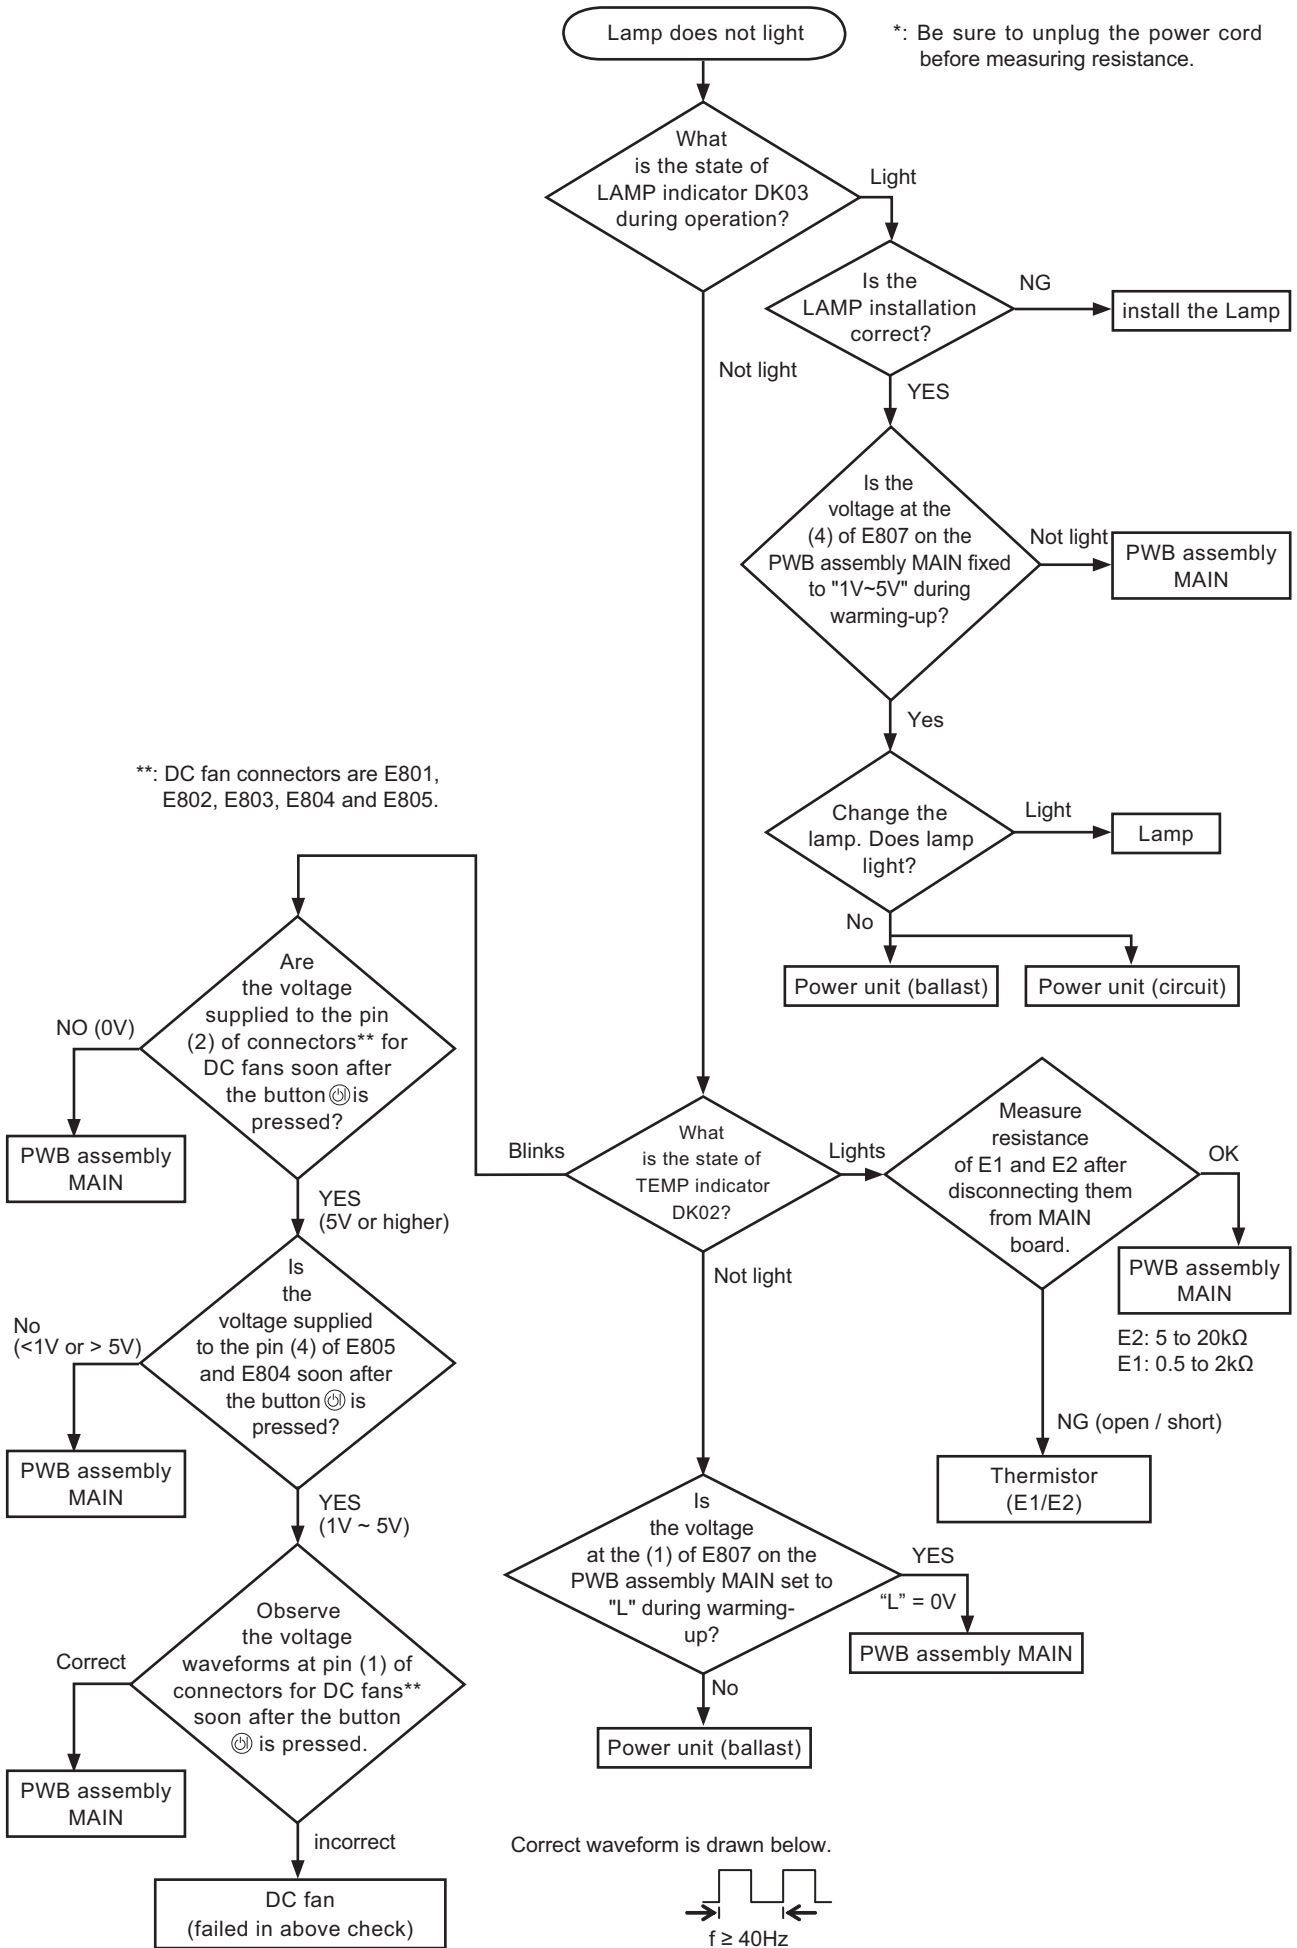 Lamp does not light
*: Be sure to unplug the power cord
before measuring resistance.
What
is the state of
LAMP indicator DK03
during operation?
Light
Is the
LAMP installation
correct?
NG
install the Lamp
Not light
YES
Is the
voltage at the
(4) of E807 on the
PWB assembly MAIN fixed
to "1V~5V" during
warming-up?
Not light
PWB assembly
MAIN
Yes
Change the
lamp. Does lamp
light?
Light
Lamp
No
Power unit (ballast)
Power unit (circuit)
**: DC fan connectors are E801,
E802, E803, E804 and E805.
Are
the voltage
supplied to the pin
(2) of connectors** for
DC fans soon after
the button is
pressed?
NO (0V)
PWB assembly
MAIN
YES
(5V or higher)
Is
the
voltage supplied
to the pin (4) of E805
and E804 soon after
the button is
pressed?
No
(<1V or > 5V)
PWB assembly
MAIN
YES
(1V ~ 5V)
Observe
the voltage
waveforms at pin (1) of
connectors for DC fans**
soon after the button
is pressed.
Correct
PWB assembly
MAIN
incorrect
DC fan
(failed in above check)
Blinks
What
is the state of
TEMP indicator
DK02?
Lights
Measure
resistance
of E1 and E2 after
disconnecting them
from MAIN
board.
OK
PWB assembly
MAIN
E2: 5 to 20kΩ
E1: 0.5 to 2kΩ
NG (open / short)
Thermistor
(E1/E2)
Not light
Is
the voltage
at the (1) of E807 on the
PWB assembly MAIN set to
"L" during warming-
up?
YES
“L” = 0V
PWB assembly MAIN
No
Power unit (ballast)
Correct waveform is drawn below.
f ≥ 40Hz